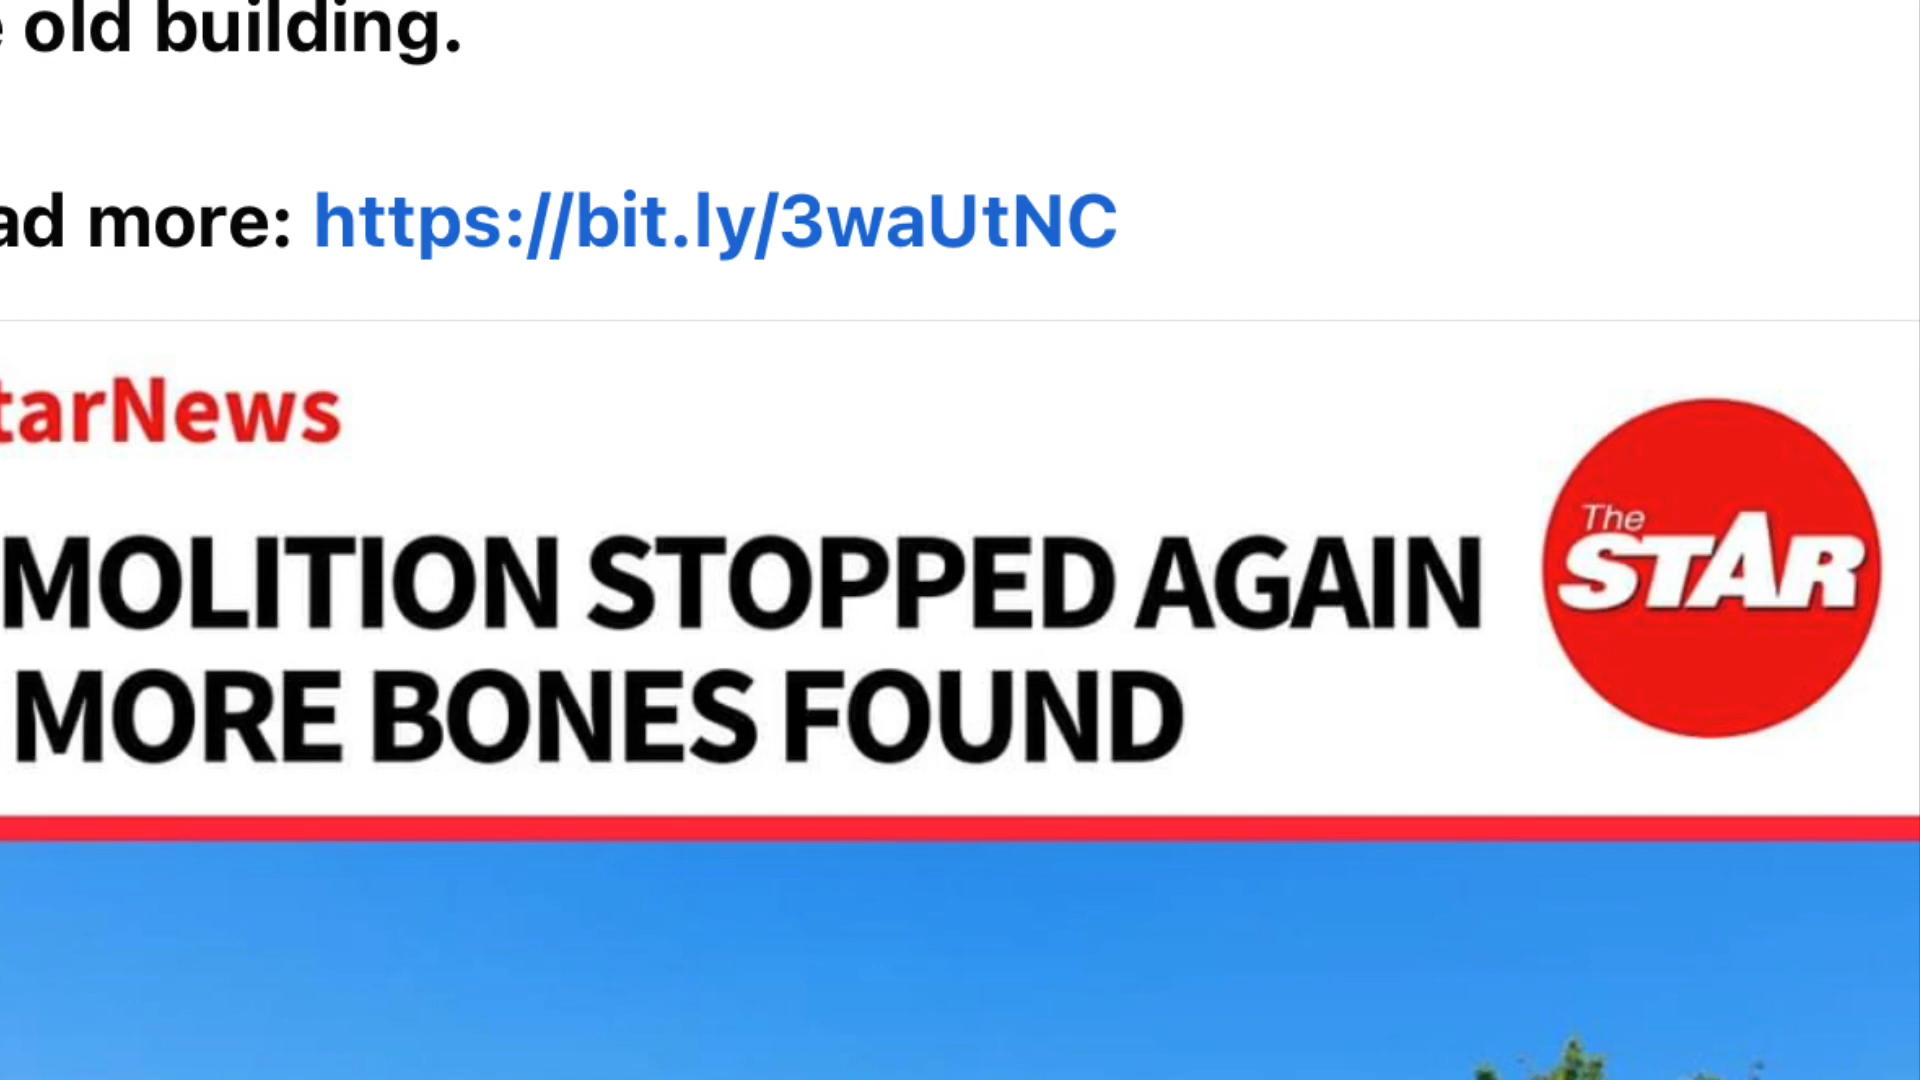 old building.
ad more: https://bit.ly/3waUtNC
tarNews
MOLITION STOPPED AGAIN
MORE BONES FOUND
The
STAR